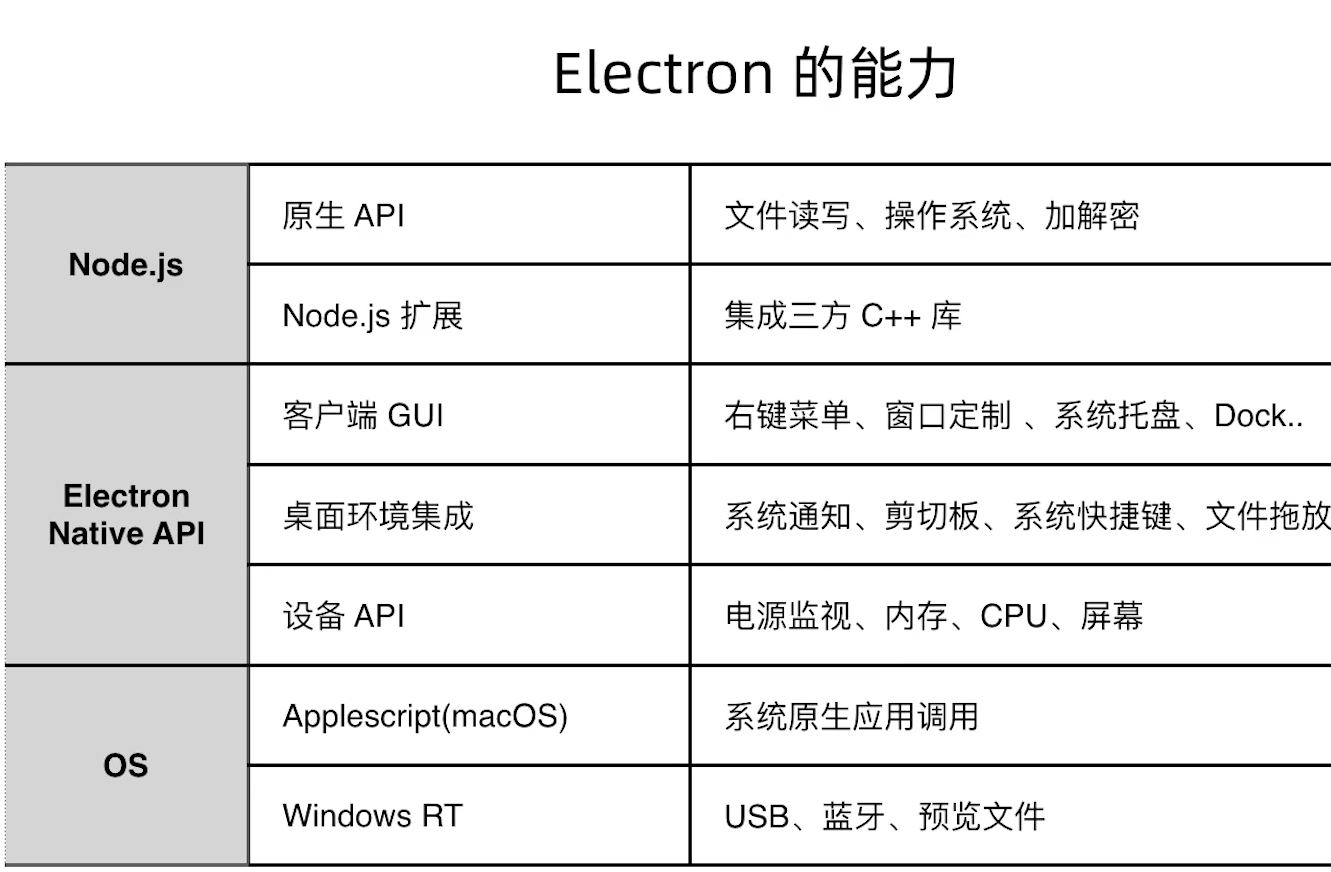 Electron 的能力
Node.js
原生 API
文件读写、操作系统、加解密
Node.js 扩展
集成三方 C++ 库
Electron
Native API
客户端 GUI
右键菜单、窗口定制 、系统托盘、Dock..
桌面环境集成
系统通知、剪切板、系统快捷键、文件拖放
设备 API
电源监视、内存、CPU、屏幕
OS
Applescript(macOS)
系统原生应用调用
Windows RT
USB、蓝牙、预览文件